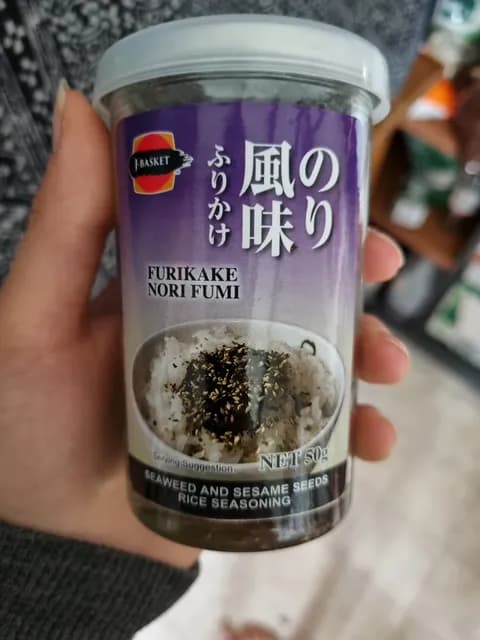 J-BASKET
のり
風味
ふりかけ
FURIKAKE
NORI FUMI
Serving Suggestion
NET 50g
SEAWEED AND SESAME SEEDS
RICE SEASONING